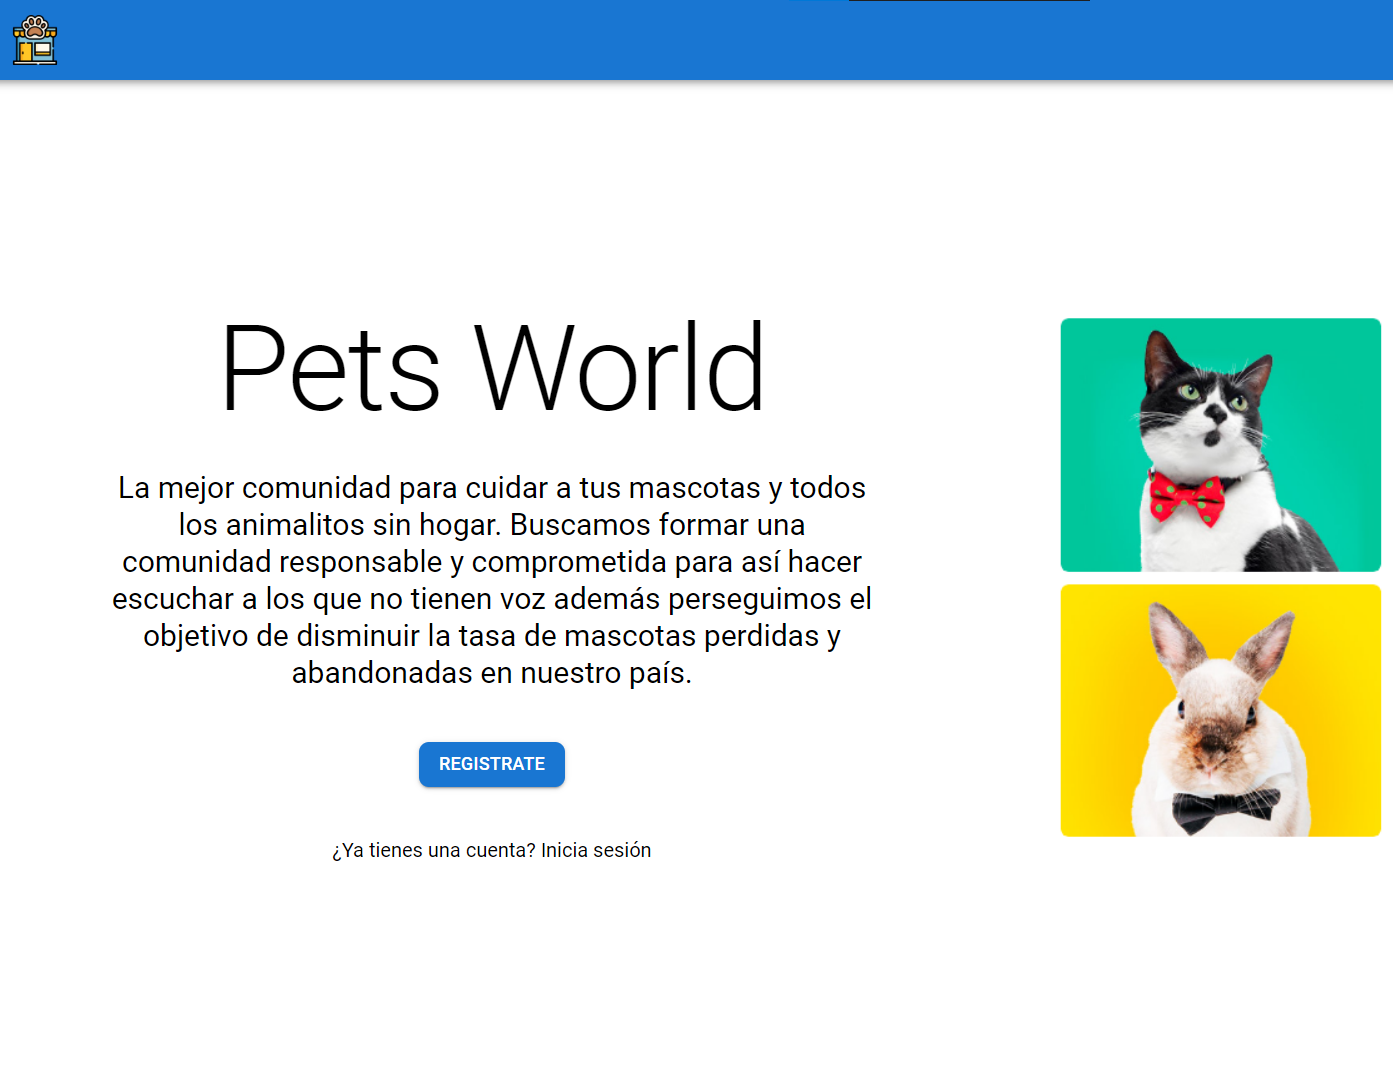 Pets World
La mejor comunidad para cuidar a tus mascotas y todos
los animalitos sin hogar. Buscamos formar una
comunidad responsable y comprometida para así hacer
escuchar a los que no tienen voz además perseguimos el
objetivo de disminuir la tasa de mascotas perdidas y
abandonadas en nuestro país.
REGISTRATE
¿Ya tienes una cuenta? Inicia sesión